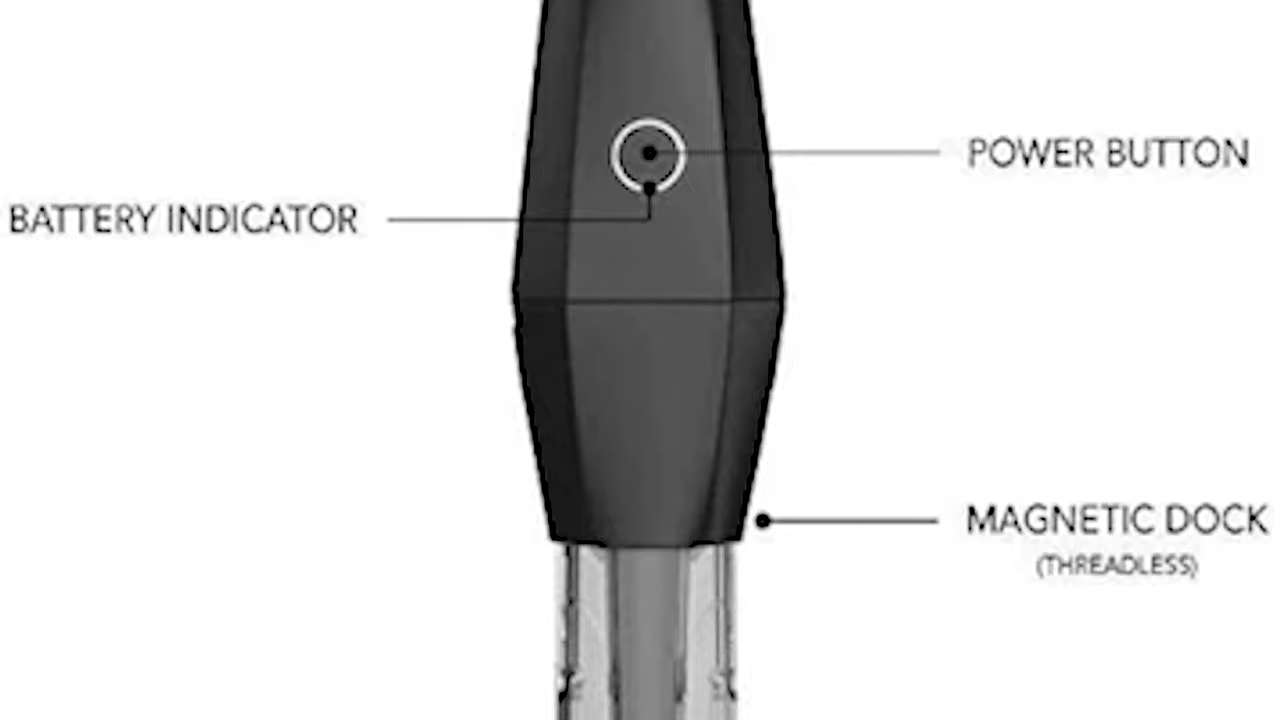 POWER BUTTON
BATTERY INDICATOR
MAGNETIC DOCK
(THREADLESS)